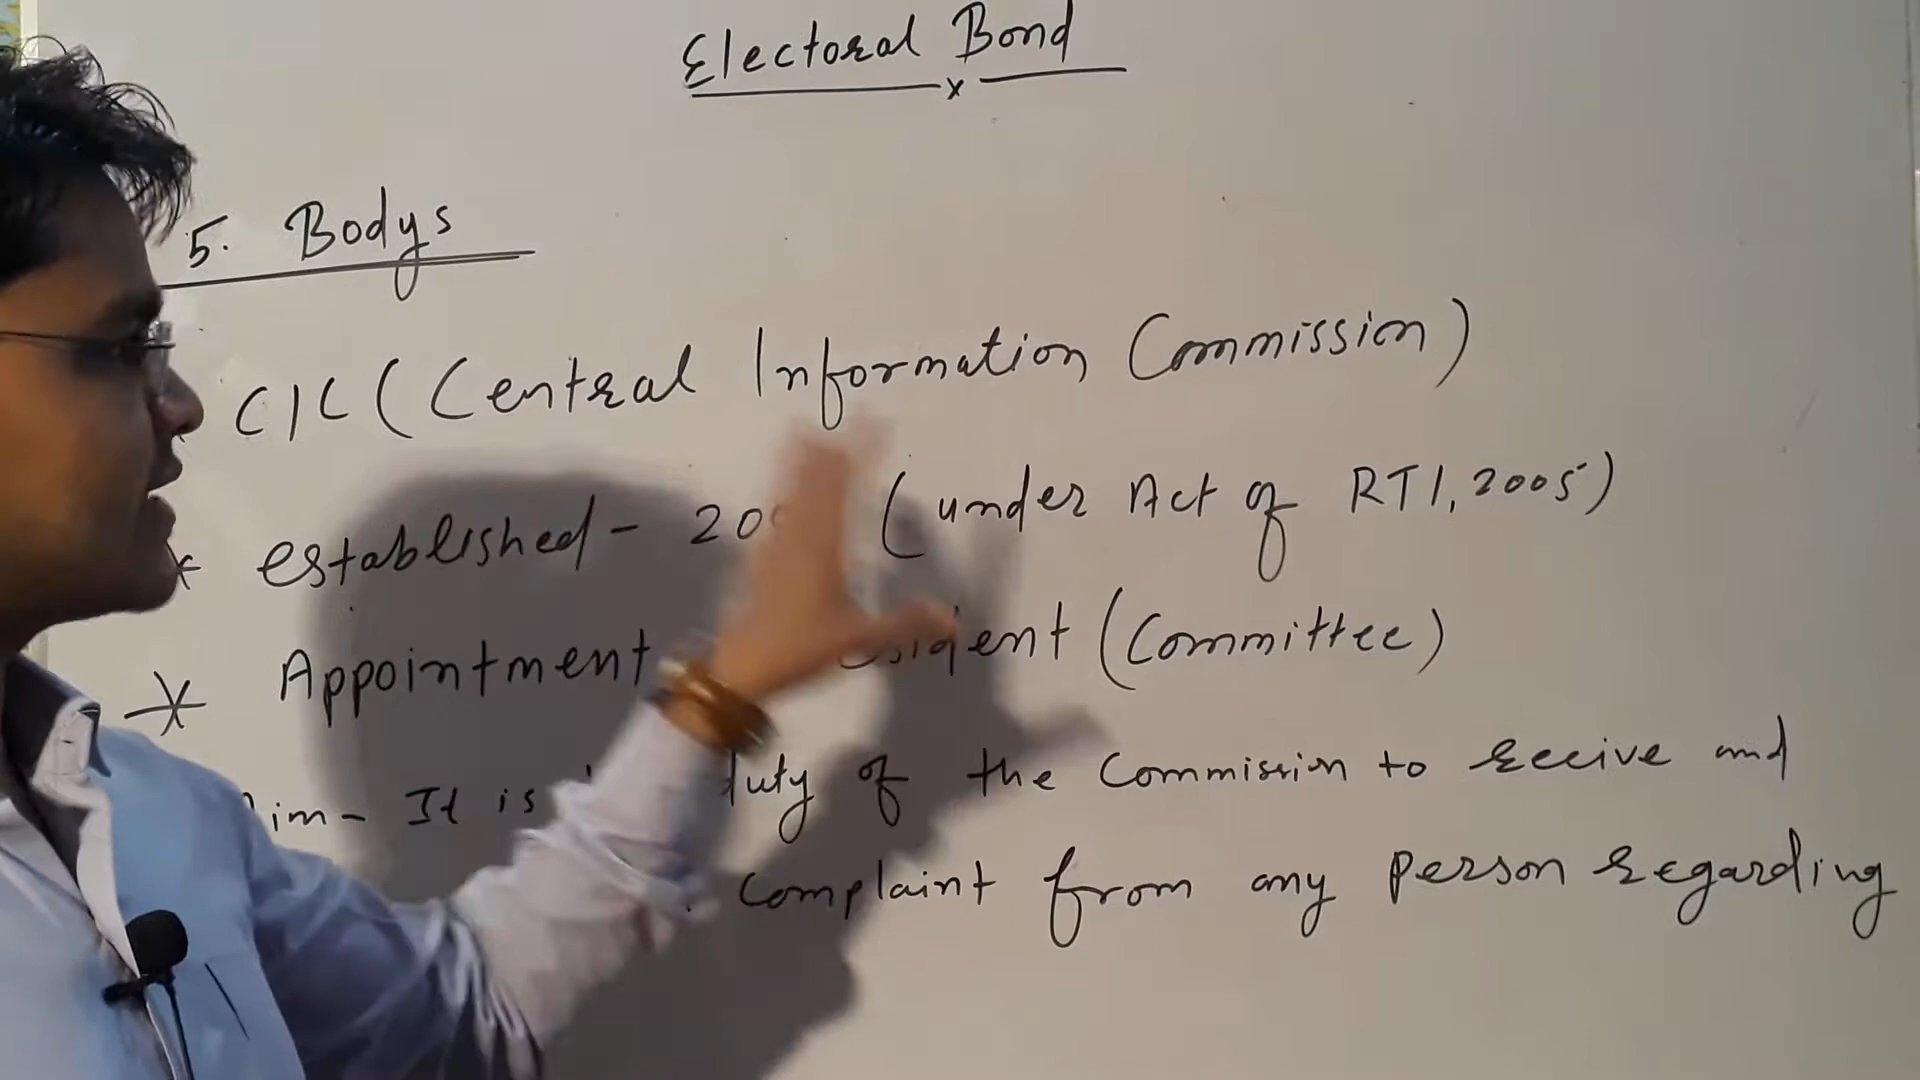 Electoral Bond
x
5. Bodys
CIC (Central Information Commission)
* established - (under Act of RTI, 2005)
* Appointment (Committee)
It is duty of the Commission to receive and
complaint from any person regarding